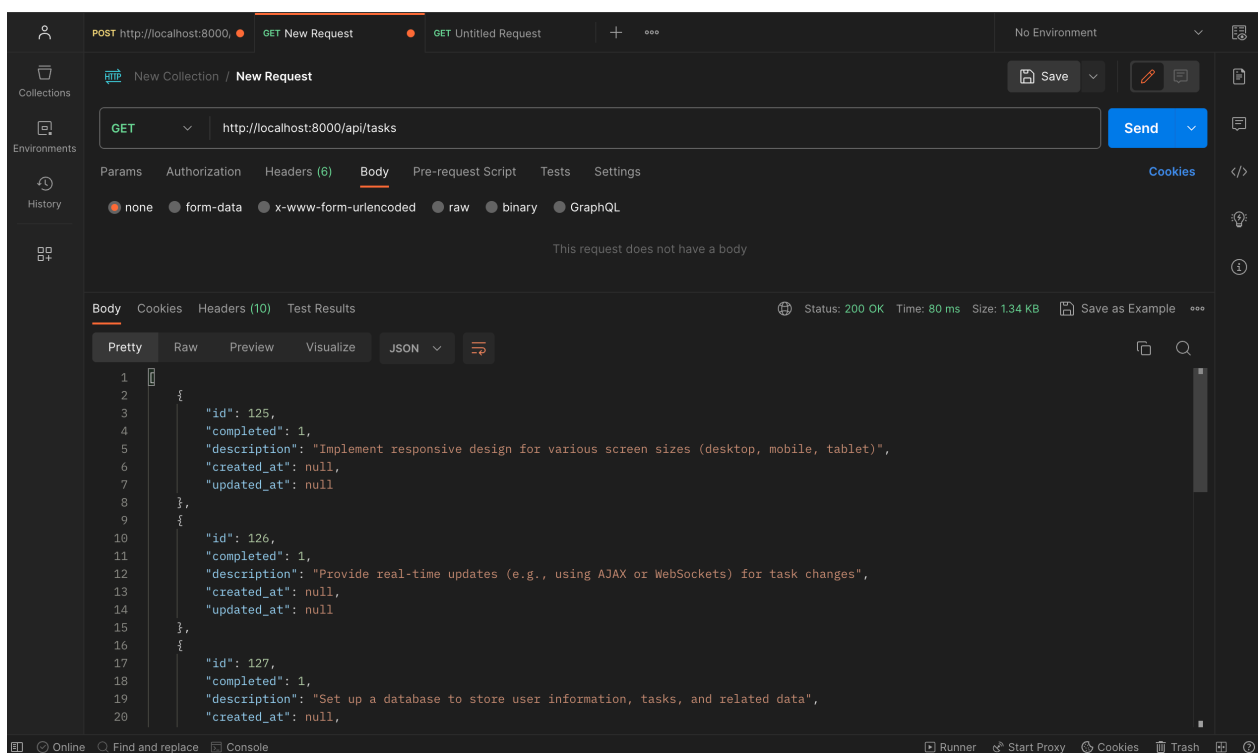 POST http://localhost:8000/ GET New Request GET Untitled Request No Environment
HTTP New Collection / New Request Save
Collections
GET http://localhost:8000/api/tasks Send
Environments
Params Authorization Headers (6) Body Pre-request Script Tests Settings Cookies
History
none form-data x-www-form-urlencoded raw binary GraphQL
This request does not have a body
Body Cookies Headers (10) Test Results Status: 200 OK Time: 80 ms Size: 1.34 KB Save as Example
Pretty Raw Preview Visualize JSON
1 [
2 {
3 "id": 125,
4 "completed": 1,
5 "description": "Implement responsive design for various screen sizes (desktop, mobile, tablet)",
6 "created_at": null,
7 "updated_at": null
8 },
9 {
10 "id": 126,
11 "completed": 1,
12 "description": "Provide real-time updates (e.g., using AJAX or WebSockets) for task changes",
13 "created_at": null,
14 "updated_at": null
15 },
16 {
17 "id": 127,
18 "completed": 1,
19 "description": "Set up a database to store user information, tasks, and related data",
20 "created_at": null,
Online Find and replace Console Runner Start Proxy Cookies Trash